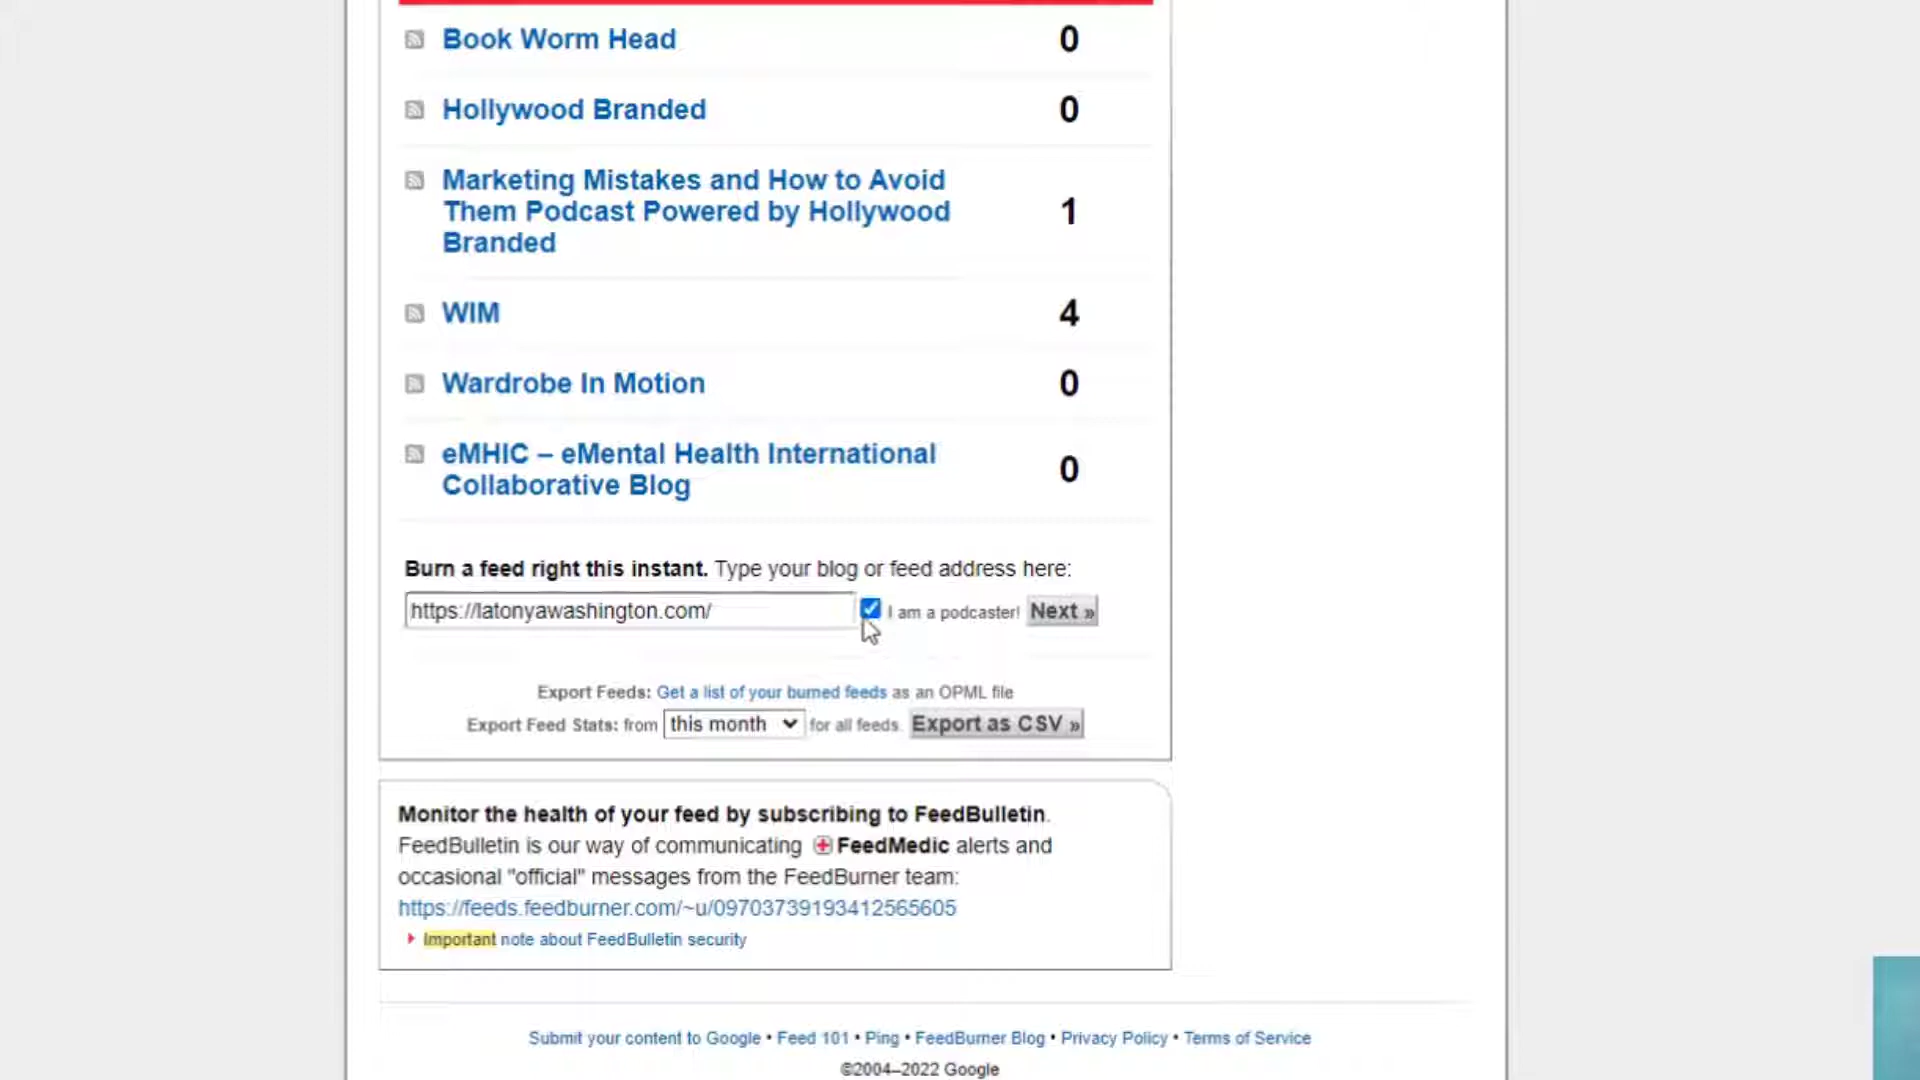 Book Worm Head 0
Hollywood Branded 0
Marketing Mistakes and How to Avoid
Them Podcast Powered by Hollywood 1
Branded
WIM 4
Wardrobe In Motion 0
eMHIC – eMental Health International
Collaborative Blog 0
Burn a feed right this instant. Type your blog or feed address here:
https://latonyawashington.com/ I am a podcaster! Next »
Export Feeds: Get a list of your burned feeds as an OPML file
Export Feed Stats: from this month for all feeds. Export as CSV »
Monitor the health of your feed by subscribing to FeedBulletin.
FeedBulletin is our way of communicating FeedMedic alerts and
occasional "official" messages from the FeedBurner team:
https://feeds.feedburner.com/~u/09703739193412565605
Important note about FeedBulletin security
Submit your content to Google • Feed 101 • Ping • FeedBurner Blog • Privacy Policy • Terms of Service
©2004–2022 Google